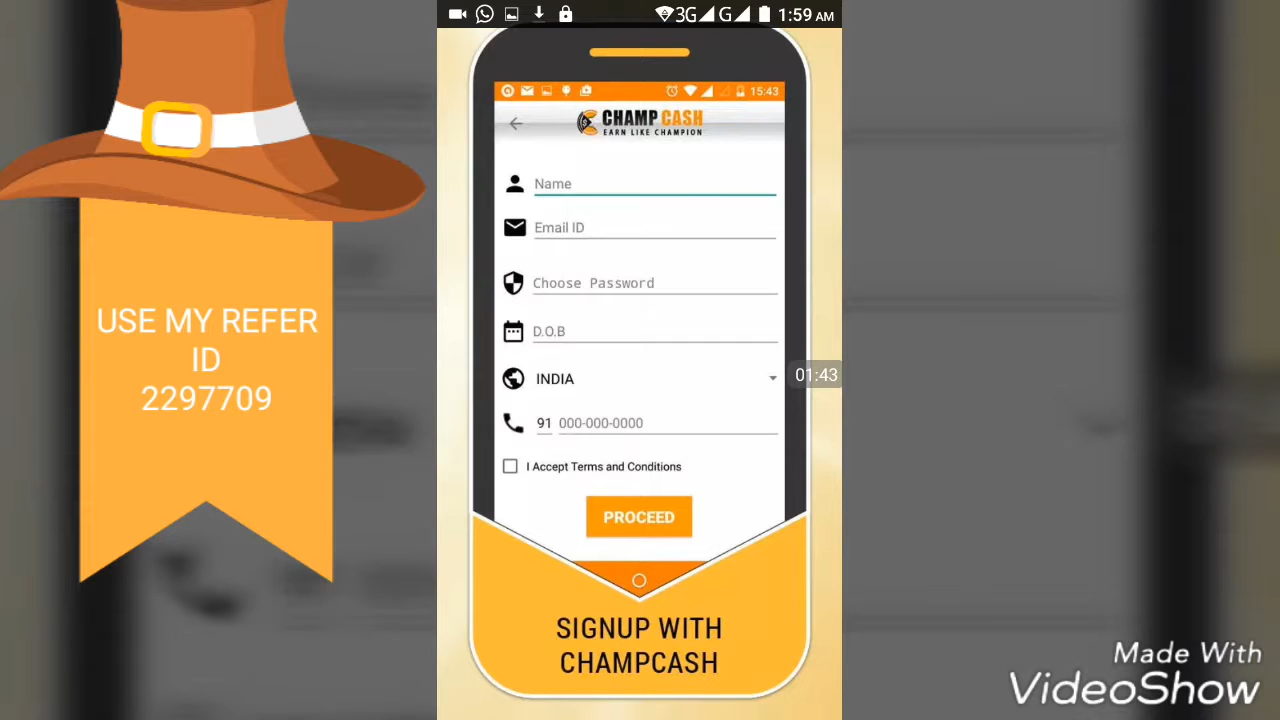 3G G 1:59 AM
15:43
CHAMP CASH
EARN LIKE CHAMPION
Name
Email ID
Choose Password
D.O.B
INDIA
01:43
91 000-000-0000
I Accept Terms and Conditions
PROCEED
SIGNUP WITH
CHAMPCASH
USE MY REFER
ID
2297709
Made With
VideoShow